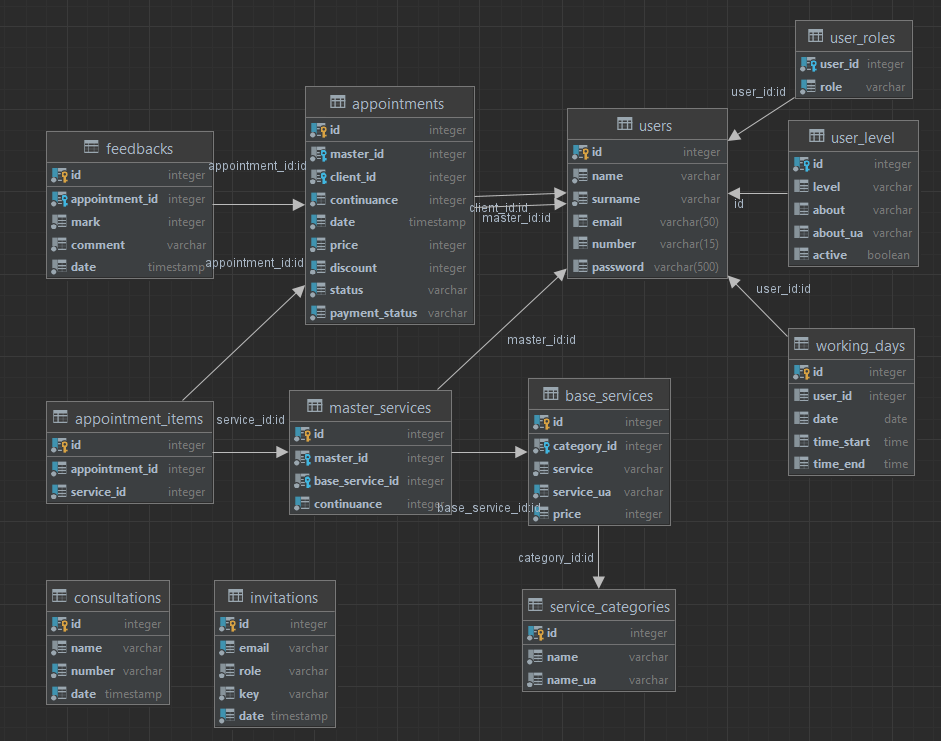 user_roles
user_id integer
role varchar
user_id:id
appointments
id integer
master_id integer
client_id integer
continuance integer
date timestamp
price integer
discount integer
status varchar
payment_status varchar
users
id integer
name varchar
surname varchar
email varchar(50)
number varchar(15)
password varchar(500)
user_level
id integer
level varchar
about varchar
about_ua varchar
active boolean
id
feedbacks
id integer
appointment_id integer
mark integer
comment varchar
date timestamp
appointment_id:id
appointment_id:id
client_id:id
master_id:id
user_id:id
master_id:id
working_days
id integer
user_id integer
date date
time_start time
time_end time
appointment_items
id integer
appointment_id integer
service_id integer
service_id:id
master_services
id integer
master_id integer
base_service_id integer
continuance integer
base_service_id:id
base_services
id integer
category_id integer
service varchar
service_ua varchar
price integer
category_id:id
consultations
id integer
name varchar
number varchar
date timestamp
invitations
id integer
email varchar
role varchar
key varchar
date timestamp
service_categories
id integer
name varchar
name_ua varchar